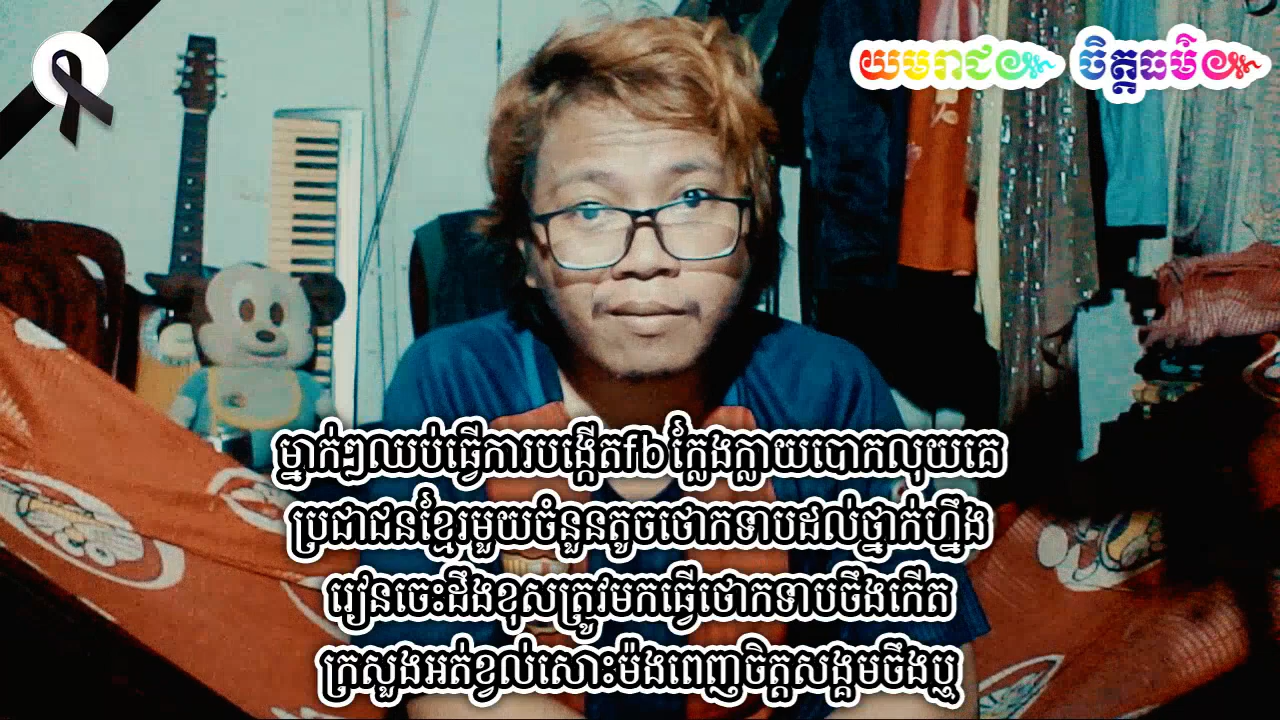 យមរាជ៚ ចិត្តធម៌៚
ម្នាក់ៗឈប់ធ្វើការបង្កើតfb ក្លែងក្លាយបោកលុយគេ
ប្រជាជនខ្មែរមួយចំនួនតូចថោកទាបដល់ថ្នាក់ហ្នឹង
រៀនចេះដឹងខុសត្រូវមកធ្វើថោកទាបចឹងកើត
ក្រសួងអត់ខ្វល់សោះម៉ងពេញចិត្តសង្គមចឹងប្ឬ